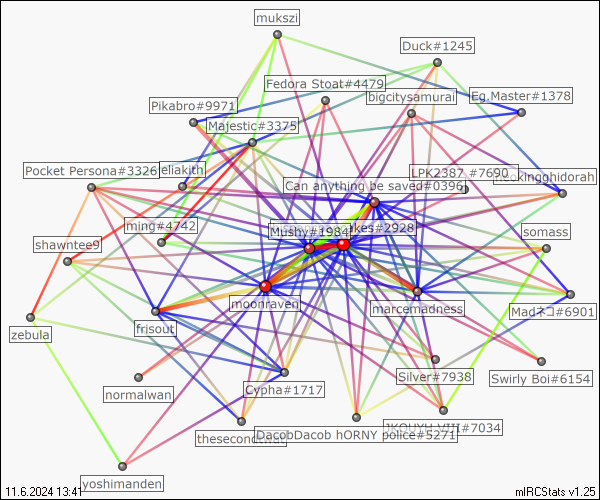 mukszi
Duck#1245
Fedora Stoat#4479
bigcitysamurai
Eg.Master#1378
Pikabro#9971
Majestic#3375
Pocket Persona#3326
eliakith
LPK2387 #7690
kingghidorah
Can anything be saved#0396
ming#4742
Mushy#1984
akes#2928
shawntee9
somass
moonraven
marcemadness
Madネコ#6901
zebula
frisout
Cypha#1717
Silver#7938
Swirly Boi#6154
normalwan
thesecond
DacobDacob hORNY police#5271
#7034
yoshimanden
11.6.2024 13:41
mIRCStats v1.25